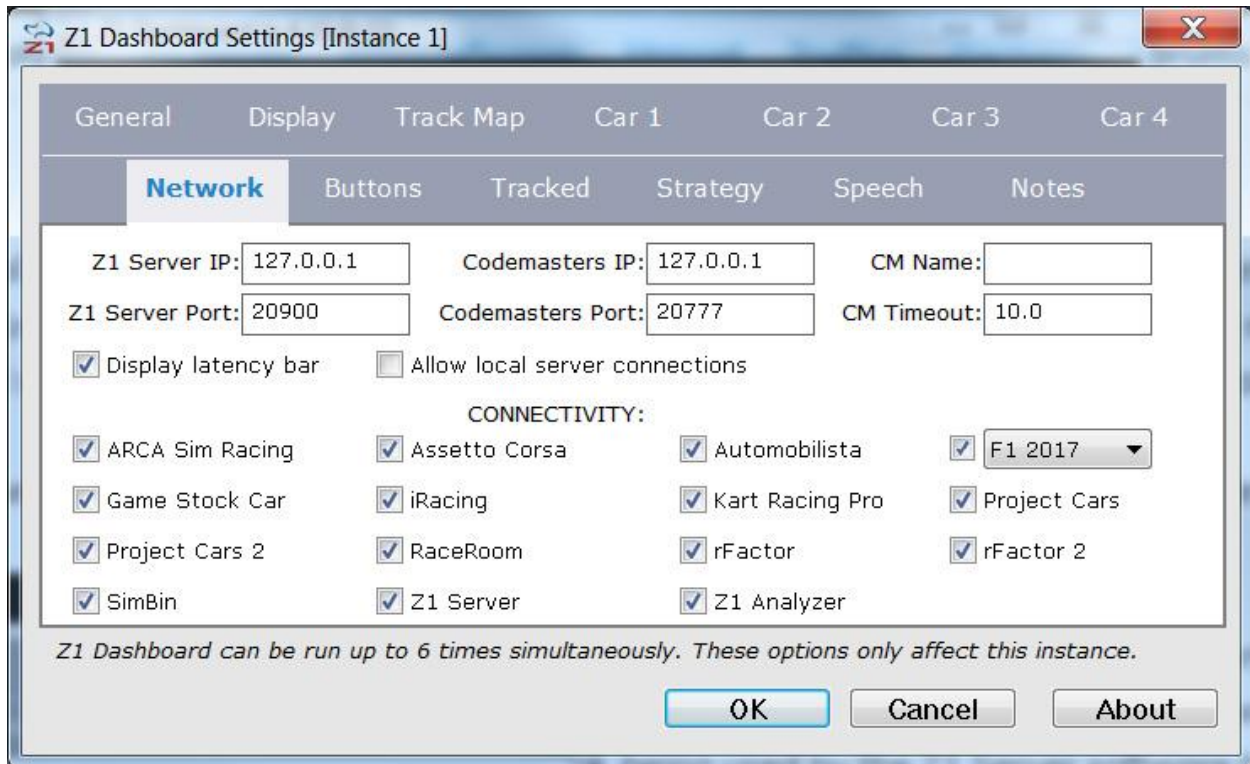 Z1 Dashboard Settings [Instance 1]
General Display Track Map Car 1 Car 2 Car 3 Car 4
Network Buttons Tracked Strategy Speech Notes
Z1 Server IP: 127.0.0.1 Codemasters IP: 127.0.0.1 CM Name:
Z1 Server Port: 20900 Codemasters Port: 20777 CM Timeout: 10.0
Display latency bar Allow local server connections
CONNECTIVITY:
ARCA Sim Racing Assetto Corsa Automobilista F1 2017
Game Stock Car iRacing Kart Racing Pro Project Cars
Project Cars 2 RaceRoom rFactor rFactor 2
SimBin Z1 Server Z1 Analyzer
Z1 Dashboard can be run up to 6 times simultaneously. These options only affect this instance.
OK Cancel About